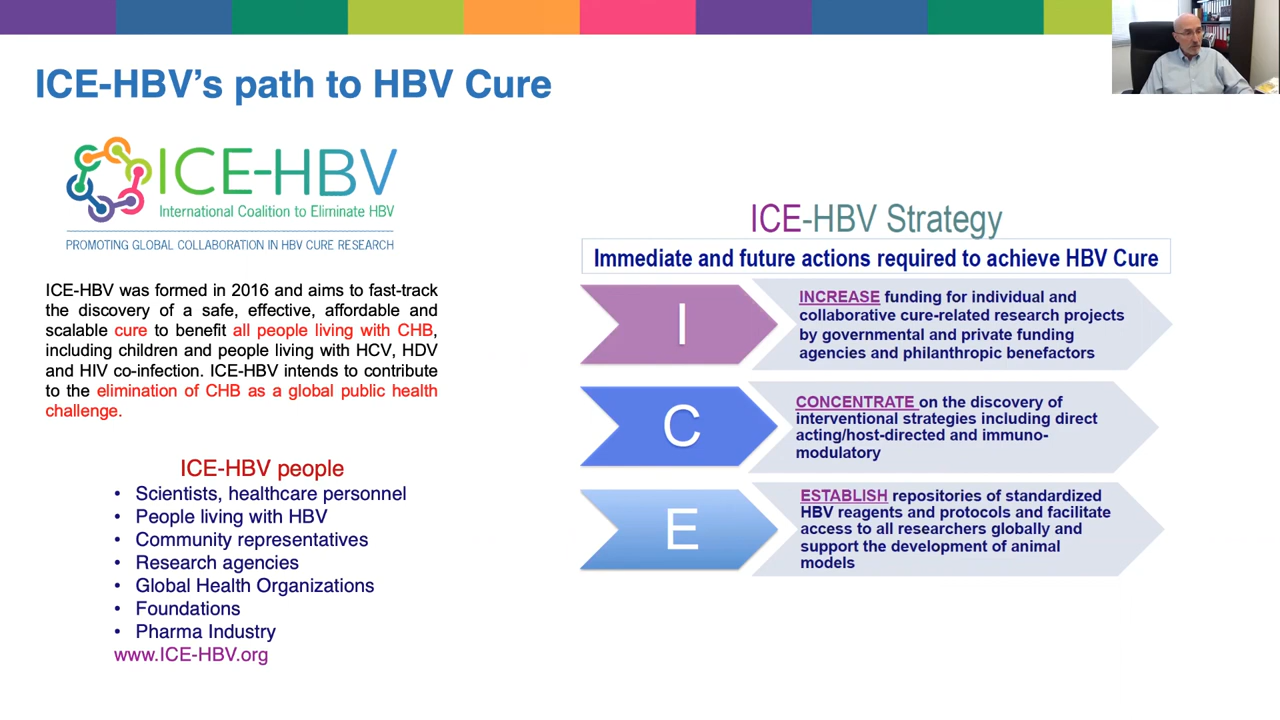 ICE-HBV's path to HBV Cure
ICE-HBV
International Coalition to Eliminate HBV
PROMOTING GLOBAL COLLABORATION IN HBV CURE RESEARCH
ICE-HBV was formed in 2016 and aims to fast-track
the discovery of a safe, effective, affordable and
scalable cure to benefit all people living with CHB,
including children and people living with HCV, HDV
and HIV co-infection. ICE-HBV intends to contribute
to the elimination of CHB as a global public health
challenge.
ICE-HBV people
• Scientists, healthcare personnel
• People living with HBV
• Community representatives
• Research agencies
• Global Health Organizations
• Foundations
• Pharma Industry
www.ICE-HBV.org
ICE-HBV Strategy
Immediate and future actions required to achieve HBV Cure
I
INCREASE funding for individual and
collaborative cure-related research projects
by governmental and private funding
agencies and philanthropic benefactors
C
CONCENTRATE on the discovery of
interventional strategies including direct
acting/host-directed and immuno-
modulatory
E
ESTABLISH repositories of standardized
HBV reagents and protocols and facilitate
access to all researchers globally and
support the development of animal
models